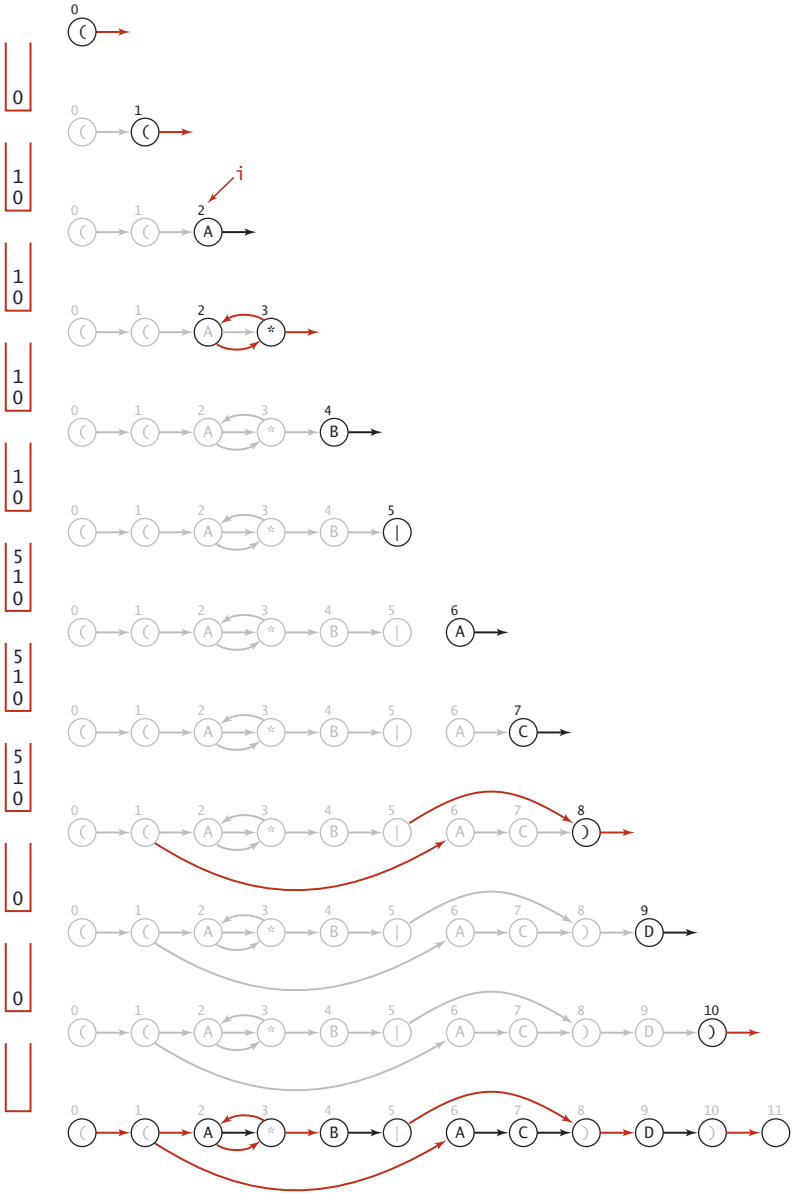 0
(
0
0 1
( (
1
0
i
0 1 2
( ( A
1
0
0 1 2 3
( ( A *
1
0
0 1 2 3 4
( ( A * B
1
0
0 1 2 3 4 5
( ( A * B |
5
1
0
0 1 2 3 4 5 6
( ( A * B | A
5
1
0
0 1 2 3 4 5 6 7
( ( A * B | A C
5
1
0
0 1 2 3 4 5 6 7 8
( ( A * B | A C )
0
0 1 2 3 4 5 6 7 8 9
( ( A * B | A C ) D
0
0 1 2 3 4 5 6 7 8 9 10
( ( A * B | A C ) D )
0 1 2 3 4 5 6 7 8 9 10 11
( ( A * B | A C ) D )